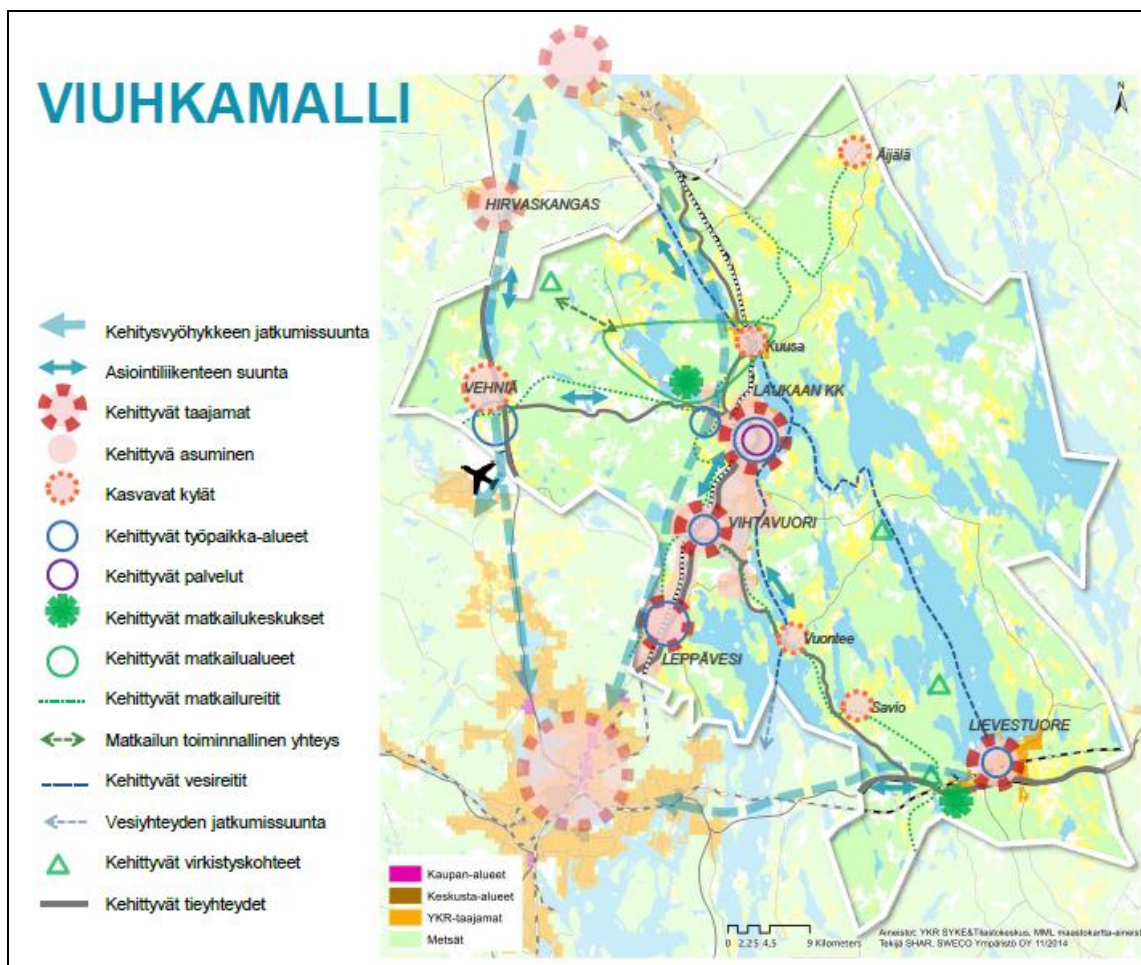 VIUHKAMALLI
N
Äijälä
HIRVASKANGAS
Kuusa
VEHNIÄ
LAUKAAN KK
VIHTAVUORI
Vuontee
LEPPÄVESI
Savio
LIEVESTUORE
Kehitysvyöhykkeen jatkumissuunta
Asiointiliikenteen suunta
Kehittyvät taajamat
Kehittyvä asuminen
Kasvavat kylät
Kehittyvät työpaikka-alueet
Kehittyvät palvelut
Kehittyvät matkailukeskukset
Kehittyvät matkailualueet
Kehittyvät matkailureitit
Matkailun toiminnallinen yhteys
Kehittyvät vesireitit
Vesiyhteyden jatkumissuunta
Kehittyvät virkistyskohteet
Kehittyvät tieyhteydet
Kaupan-alueet
Keskusta-alueet
YKR-taajamat
Metsät
0 2,25 4,5 9 Kilometers
Aineistot: YKR SYKE&Tilastokeskus, MML maastokartta-aineist
Tekijä SHAR, SWECO Ympäristö OY 11/2014